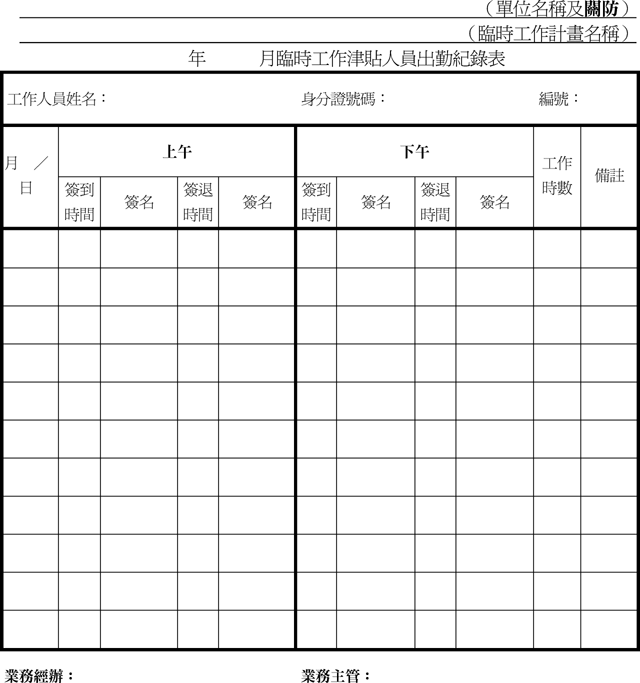 （單位名稱及關防）
（臨時工作計畫名稱）
年　　　月臨時工作津貼人員出勤紀錄表
工作人員姓名：　　　身分證號碼：　　　編號：
月　／
日
上午
下午
工作
時數
備註
簽到
時間
簽名
簽退
時間
簽名
簽到
時間
簽名
簽退
時間
簽名
業務經辦：　　　業務主管：